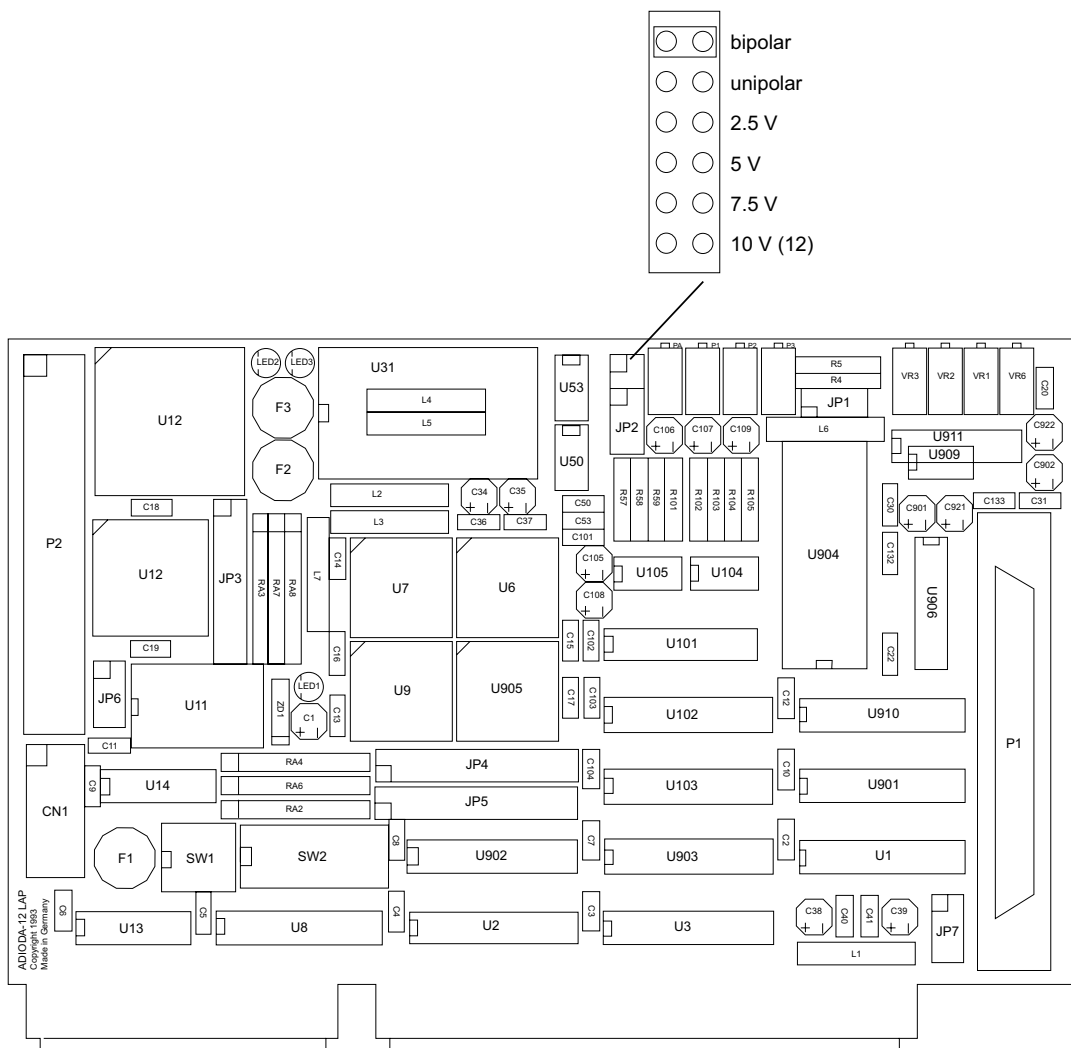 bipolar
unipolar
2.5 V
5 V
7.5 V
10 V (12)
PA
P1
P2
P3
LED2
LED3
U31
U53
R5
R4
VR3
VR2
VR1
VR6
C20
U12
F3
L4
L5
JP2
JP1
C106
C107
C109
L6
C922
U911
U909
F2
U50
C902
C18
L2
C34
C35
R57
R58
R59
R101
R102
R103
R104
R105
C30
C901
C921
C133
C31
C50
P2
L3
C36
C37
C53
C101
U904
U12
JP3
RA3
RA7
RA8
L7
C14
U7
U6
C105
U105
U104
C132
U906
C108
C19
C16
C15
C102
U101
C22
JP6
U11
ZD1
LED1
C1
C13
U9
U905
C17
C103
U102
C12
U910
P1
C11
RA4
JP4
C9
U14
RA6
C104
U103
C10
U901
CN1
RA2
JP5
F1
SW1
SW2
C8
U902
C7
U903
C2
U1
C6
U13
C5
U8
C4
U2
C3
U3
C38
C40
C41
C39
JP7
L1
ADIODA-12 LAP
Copyright 1993
Made in Germany